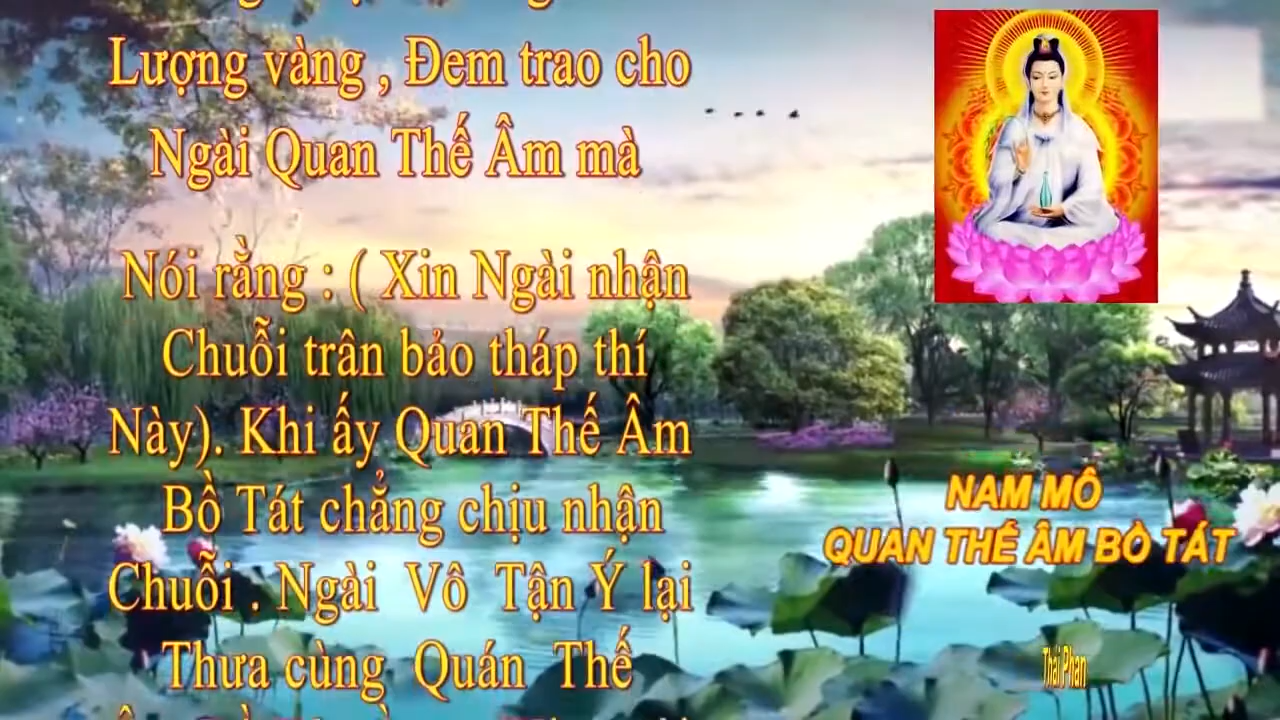 Lượng vàng , Đem trao cho
Ngài Quan Thế Âm mà
Nói rằng : ( Xin Ngài nhận
Chuỗi trân bảo tháp thí
Này). Khi ấy Quan Thế Âm
Bồ Tát chẳng chịu nhận
Chuỗi . Ngài Vô Tận Ý lại
Thưa cùng Quán Thế
NAM MÔ
QUAN THẾ ÂM BỒ TÁT
Thai Phan